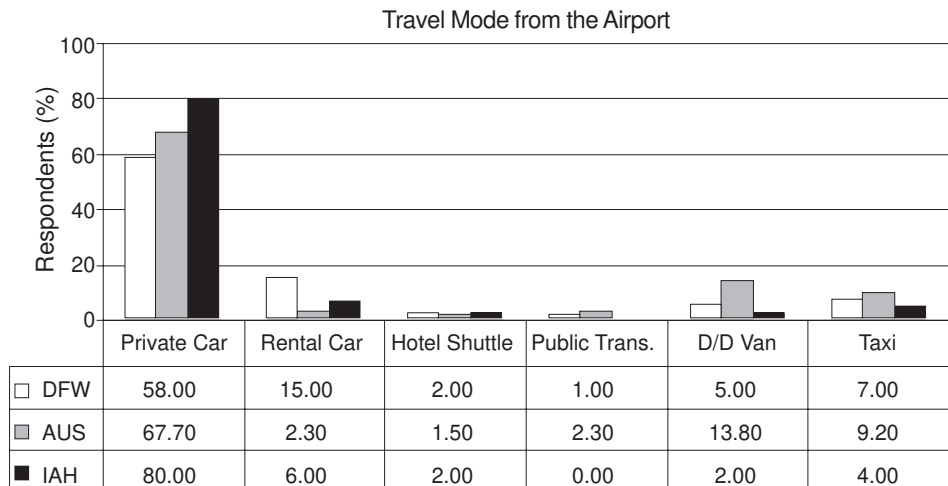 Travel Mode from the Airport
Respondents (%)
100
80
60
40
20
0
Private Car Rental Car Hotel Shuttle Public Trans. D/D Van Taxi
DFW 58.00 15.00 2.00 1.00 5.00 7.00
AUS 67.70 2.30 1.50 2.30 13.80 9.20
IAH 80.00 6.00 2.00 0.00 2.00 4.00